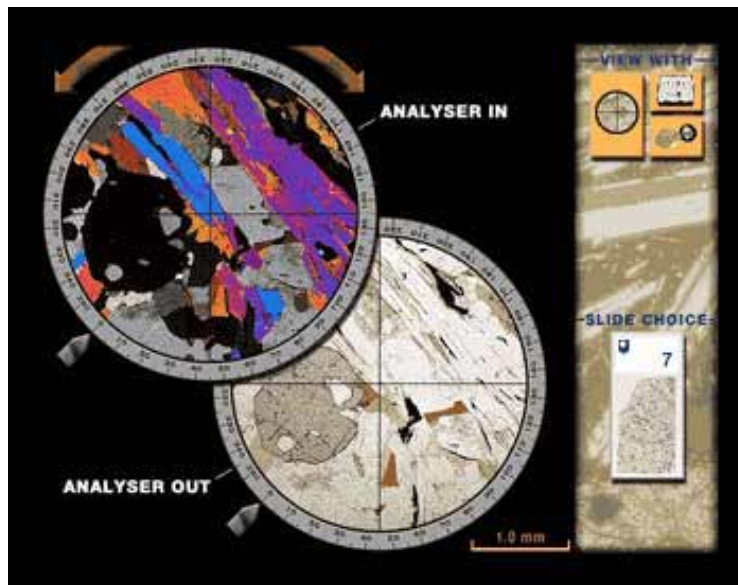 VIEW WITH
ANALYSER IN
SLIDE CHOICE
7
ANALYSER OUT
1.0 mm